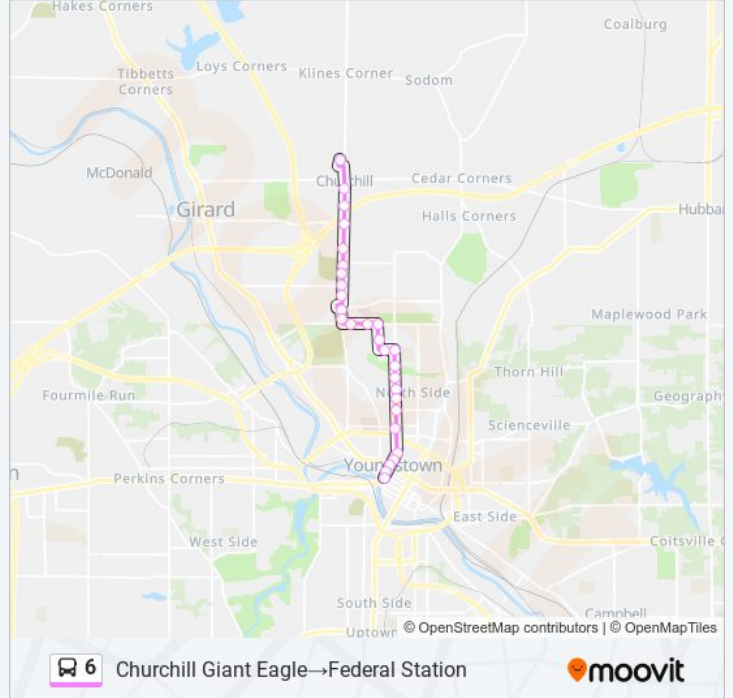 Hakes Corners
Coalburg
Loys Corners
Klines Corner
Sodom
Tibbetts
Corners
McDonald
Churchill
Cedar Corners
Girard
Halls Corners
Hubba
Maplewood Park
Thorn Hill
Fourmile Run
North Side
Geography
Scienceville
n
Youngstown
Perkins Corners
East Side
West Side
Coitsville C
South Side
Campbell
Uptown
© OpenStreetMap contributors | © OpenMapTiles
6 Churchill Giant Eagle→Federal Station
moovit